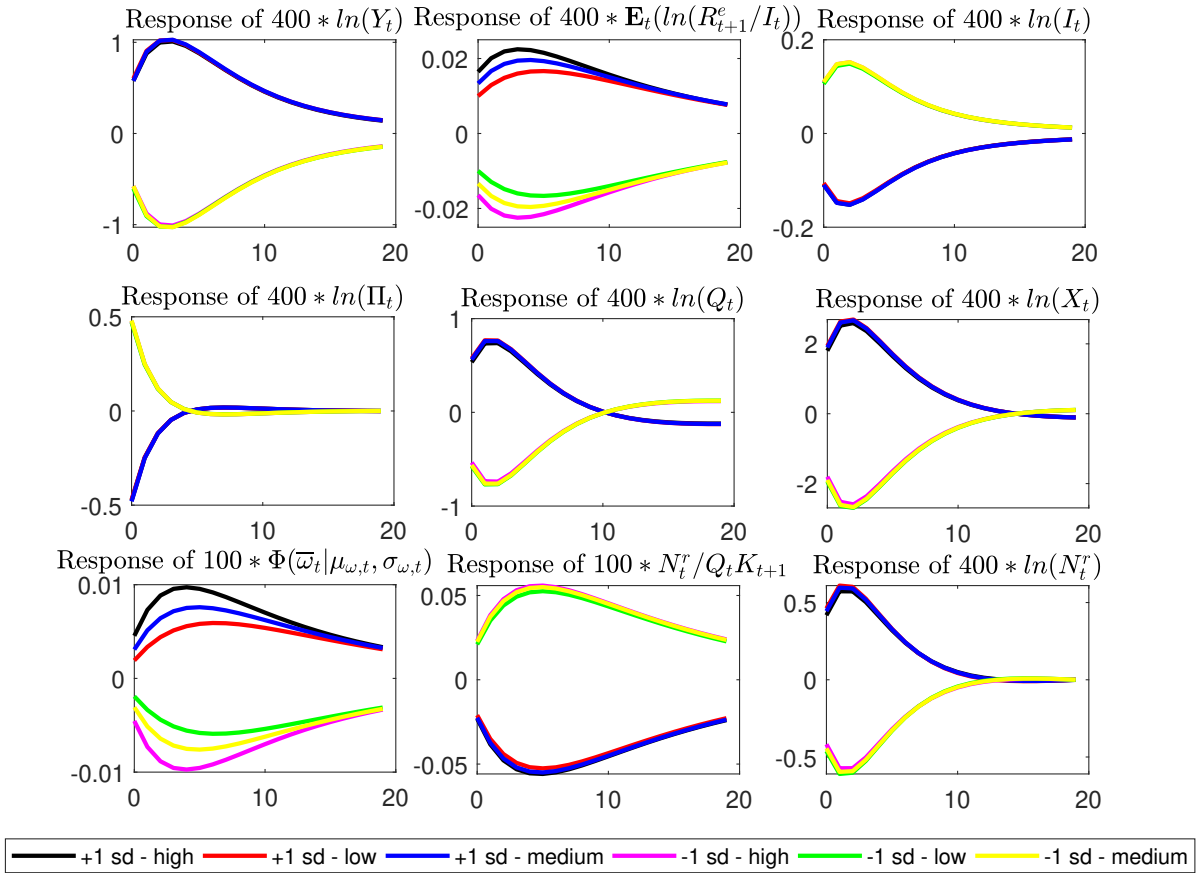 Response of 400 ∗ ln(Y_t)
Response of 400 ∗ E_t(ln(R^e_{t+1}/I_t))
Response of 400 ∗ ln(I_t)
1
0
-1
0 10 20
0.02
0
-0.02
0 10 20
0.2
0
-0.2
0 10 20
Response of 400 ∗ ln(Π_t)
Response of 400 ∗ ln(Q_t)
Response of 400 ∗ ln(X_t)
0.5
0
-0.5
0 10 20
1
0
-1
0 10 20
2
0
-2
0 10 20
Response of 100 ∗ Φ(ω̅_t|μ_{ω,t}, σ_{ω,t})
Response of 100 ∗ N^r_t/Q_tK_{t+1}
Response of 400 ∗ ln(N^r_t)
0.01
0
-0.01
0 10 20
0.05
0
-0.05
0 10 20
0.5
0
-0.5
0 10 20
+1 sd - high +1 sd - low +1 sd - medium -1 sd - high -1 sd - low -1 sd - medium